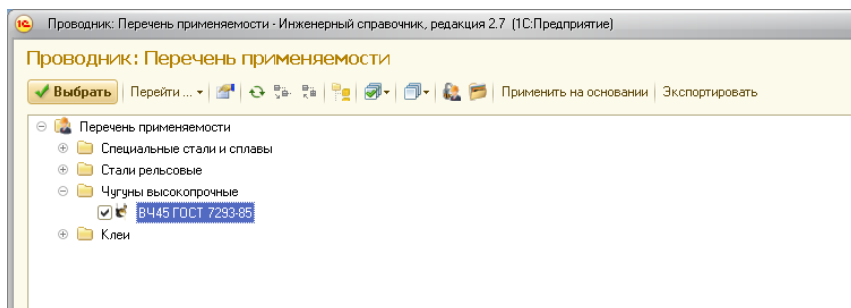 Проводник: Перечень применяемости - Инженерный справочник, редакция 2.7 (1С:Предприятие)
Проводник: Перечень применяемости
Выбрать Перейти ... Применить на основании Экспортировать
Перечень применяемости
Специальные стали и сплавы
Стали рельсовые
Чугуны высокопрочные
ВЧ45 ГОСТ 7293-85
Клеи